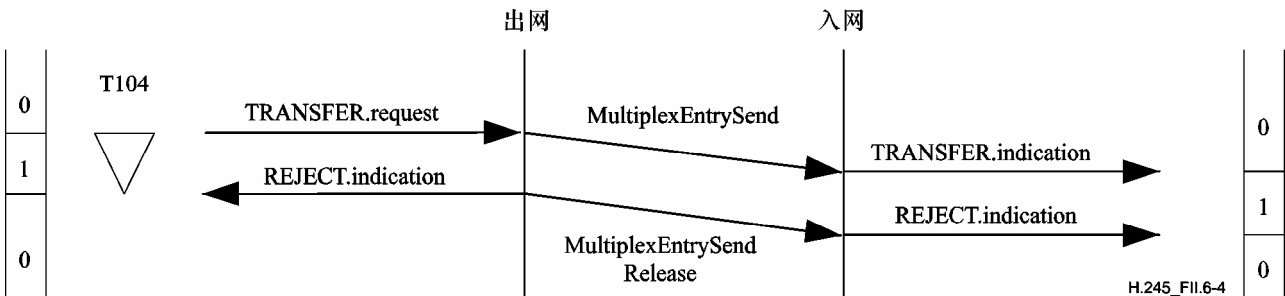 出网
入网
T104
0
1
0
TRANSFER.request
MultiplexEntrySend
TRANSFER.indication
REJECT.indication
REJECT.indication
MultiplexEntrySend
Release
0
1
0
H.245_FII.6-4